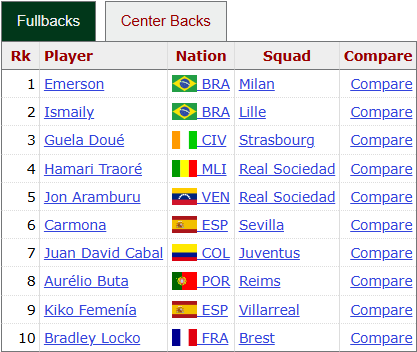 Fullbacks Center Backs
Rk Player Nation Squad Compare
1 Emerson BRA Milan Compare
2 Ismaily BRA Lille Compare
3 Guela Doué CIV Strasbourg Compare
4 Hamari Traoré MLI Real Sociedad Compare
5 Jon Aramburu VEN Real Sociedad Compare
6 Carmona ESP Sevilla Compare
7 Juan David Cabal COL Juventus Compare
8 Aurélio Buta POR Reims Compare
9 Kiko Femenía ESP Villarreal Compare
10 Bradley Locko FRA Brest Compare